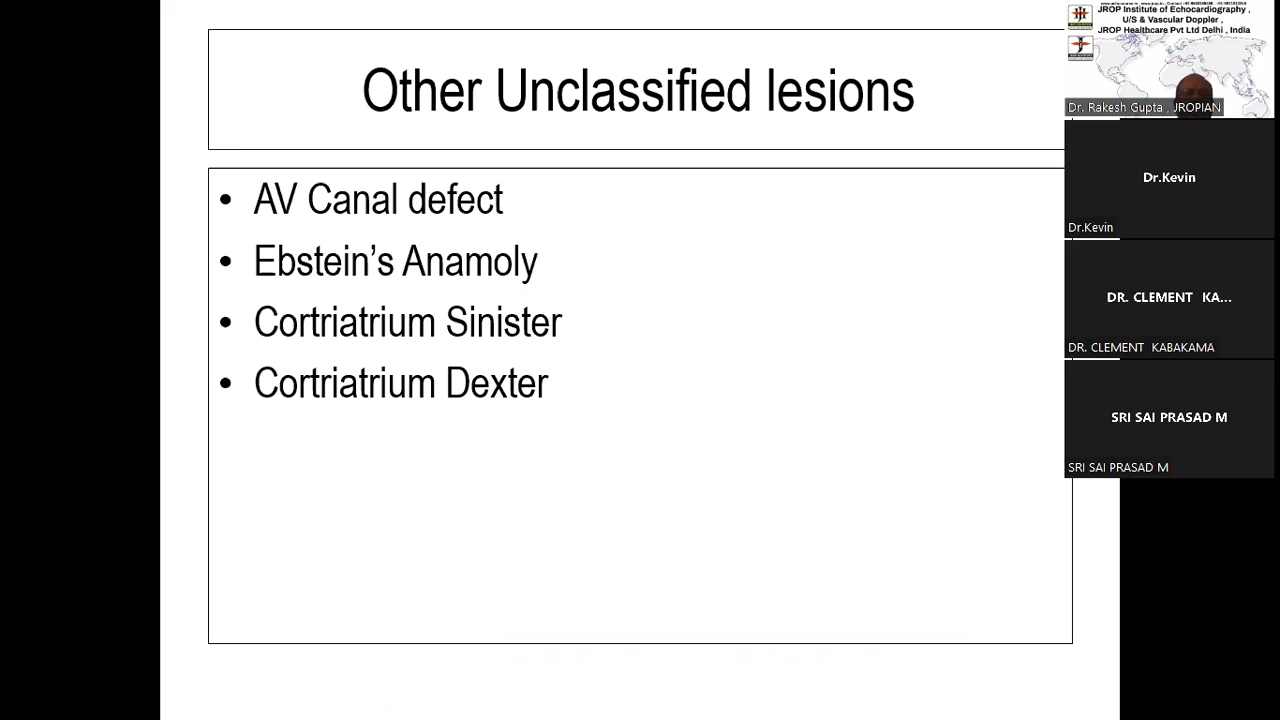 Other Unclassified lesions
• AV Canal defect
• Ebstein's Anamoly
• Cortriatrium Sinister
• Cortriatrium Dexter
JROP Institute of Echocardiography ,
U/S & Vascular Doppler ,
JROP Healthcare Pvt Ltd Delhi , India
Dr. Rakesh Gupta , JROPIAN
Dr.Kevin
Dr.Kevin
DR. CLEMENT KA...
DR. CLEMENT KABAKAMA
SRI SAI PRASAD M
SRI SAI PRASAD M